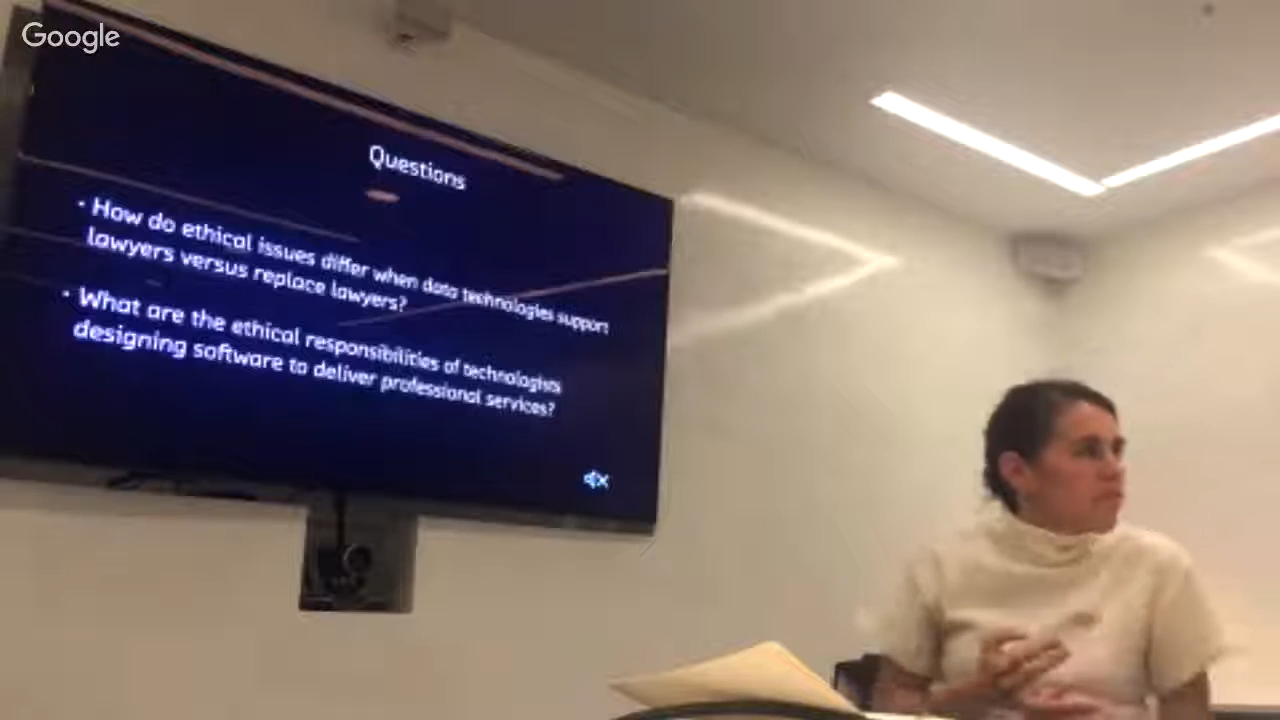 Google
Questions
• How do ethical issues differ when data technologies support
lawyers versus replace lawyers?
• What are the ethical responsibilities of technologists
designing software to deliver professional services?